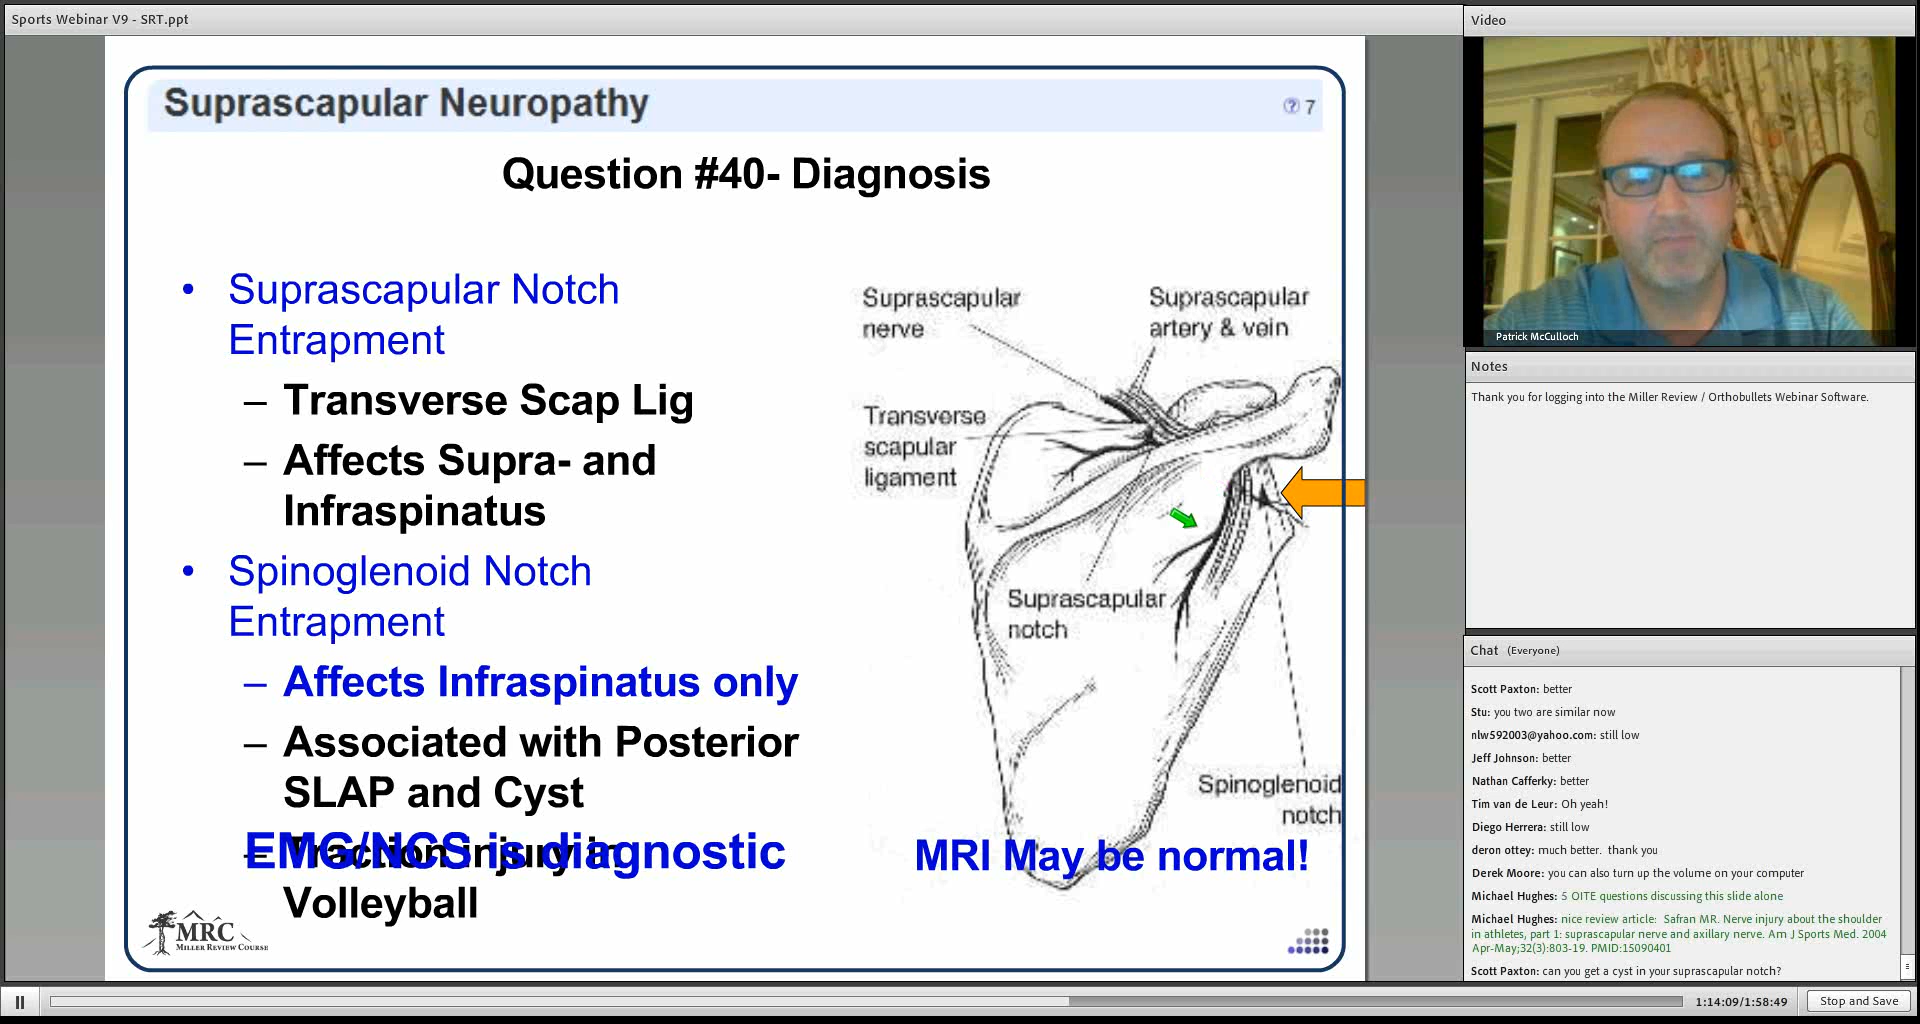 Sports Webinar V9 - SRT.ppt
Suprascapular Neuropathy
? 7
Question #40- Diagnosis
• Suprascapular Notch
Entrapment
– Transverse Scap Lig
– Affects Supra- and
Infraspinatus
• Spinoglenoid Notch
Entrapment
– Affects Infraspinatus only
– Associated with Posterior
SLAP and Cyst
– Traction injury in
Volleyball
EMG/NCS is diagnostic
MRI May be normal!
Suprascapular
nerve
Suprascapular
artery & vein
Transverse
scapular
ligament
Suprascapular
notch
Spinoglenoid
notch
MRC
MILLER REVIEW COURSE
Video
Patrick McCulloch
Notes
Thank you for logging into the Miller Review / Orthobullets Webinar Software.
Chat (Everyone)
Scott Paxton: better
Stu: you two are similar now
nlw592003@yahoo.com: still low
Jeff Johnson: better
Nathan Cafferky: better
Tim van de Leur: Oh yeah!
Diego Herrera: still low
deron ottey: much better. thank you
Derek Moore: you can also turn up the volume on your computer
Michael Hughes: 5 OITE questions discussing this slide alone
Michael Hughes: nice review article: Safran MR. Nerve injury about the shoulder
in athletes, part 1: suprascapular nerve and axillary nerve. Am J Sports Med. 2004
Apr-May;32(3):803-19. PMID:15090401
Scott Paxton: can you get a cyst in your suprascapular notch?
1:14:09/1:58:49
Stop and Save